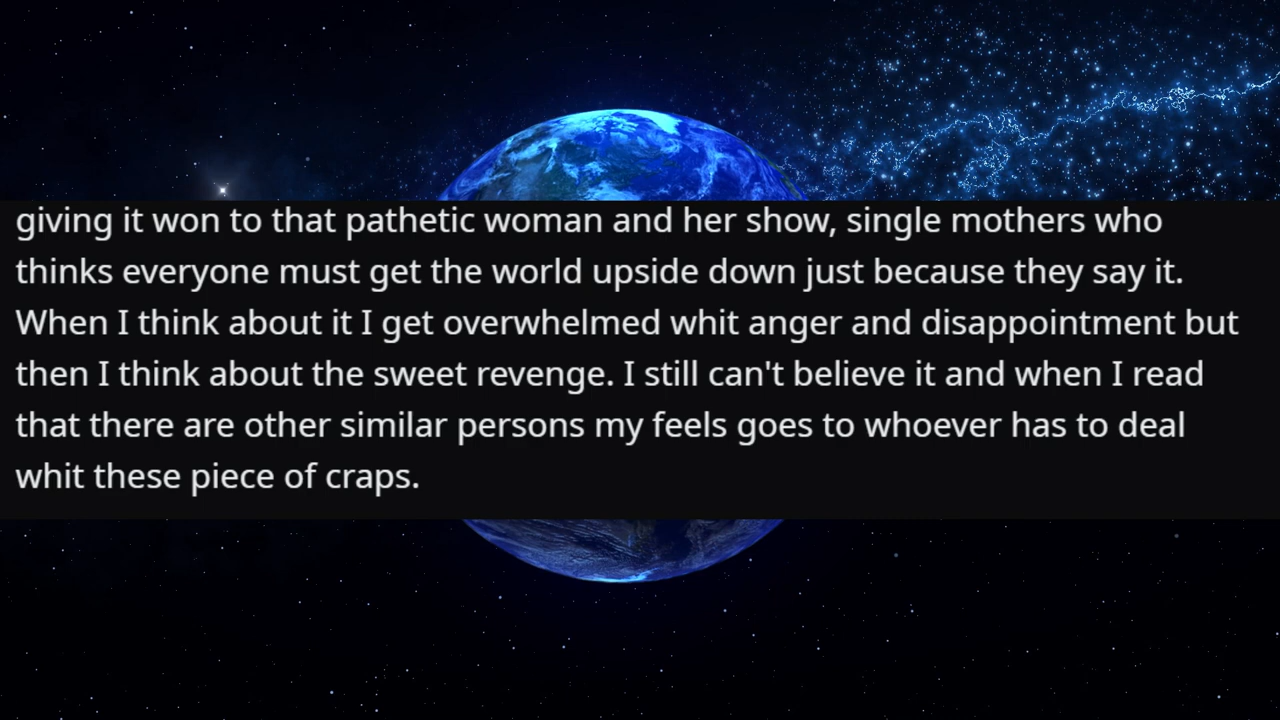 giving it won to that pathetic woman and her show, single mothers who
thinks everyone must get the world upside down just because they say it.
When I think about it I get overwhelmed whit anger and disappointment but
then I think about the sweet revenge. I still can't believe it and when I read
that there are other similar persons my feels goes to whoever has to deal
whit these piece of craps.